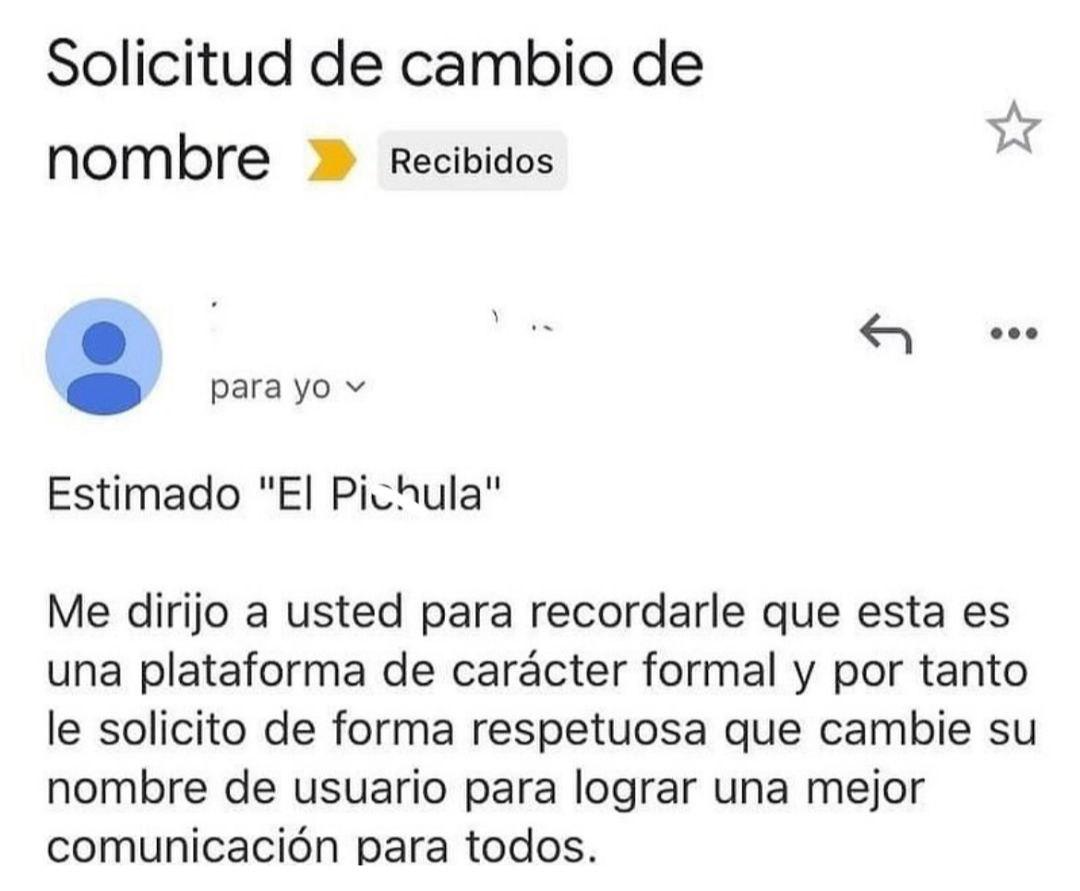 Solicitud de cambio de
nombre Recibidos
para yo
Estimado "El Pichula"
Me dirijo a usted para recordarle que esta es
una plataforma de carácter formal y por tanto
le solicito de forma respetuosa que cambie su
nombre de usuario para lograr una mejor
comunicación para todos.